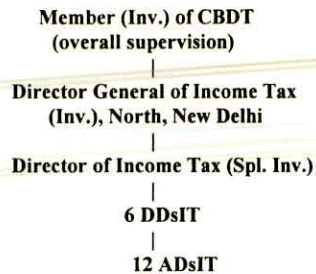 Member (Inv.) of CBDT
(overall supervision)
Director General of Income Tax
(Inv.), North, New Delhi
Director of Income Tax (Spl. Inv.)
6 DDsIT
12 ADsIT